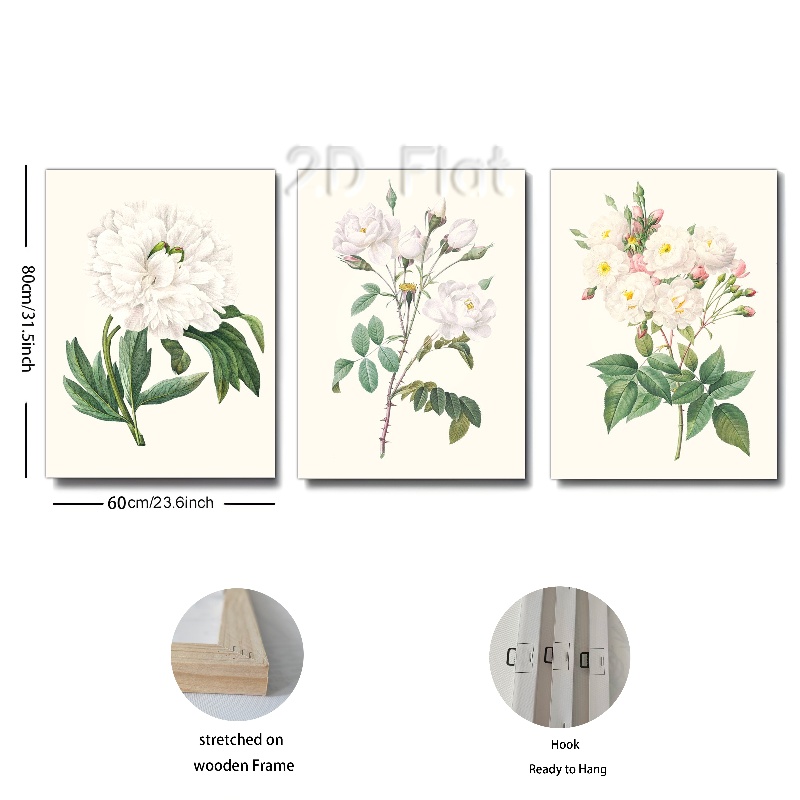 2D Flat
80cm/31.5inch
60cm/23.6inch
stretched on
wooden Frame
Hook
Ready to Hang